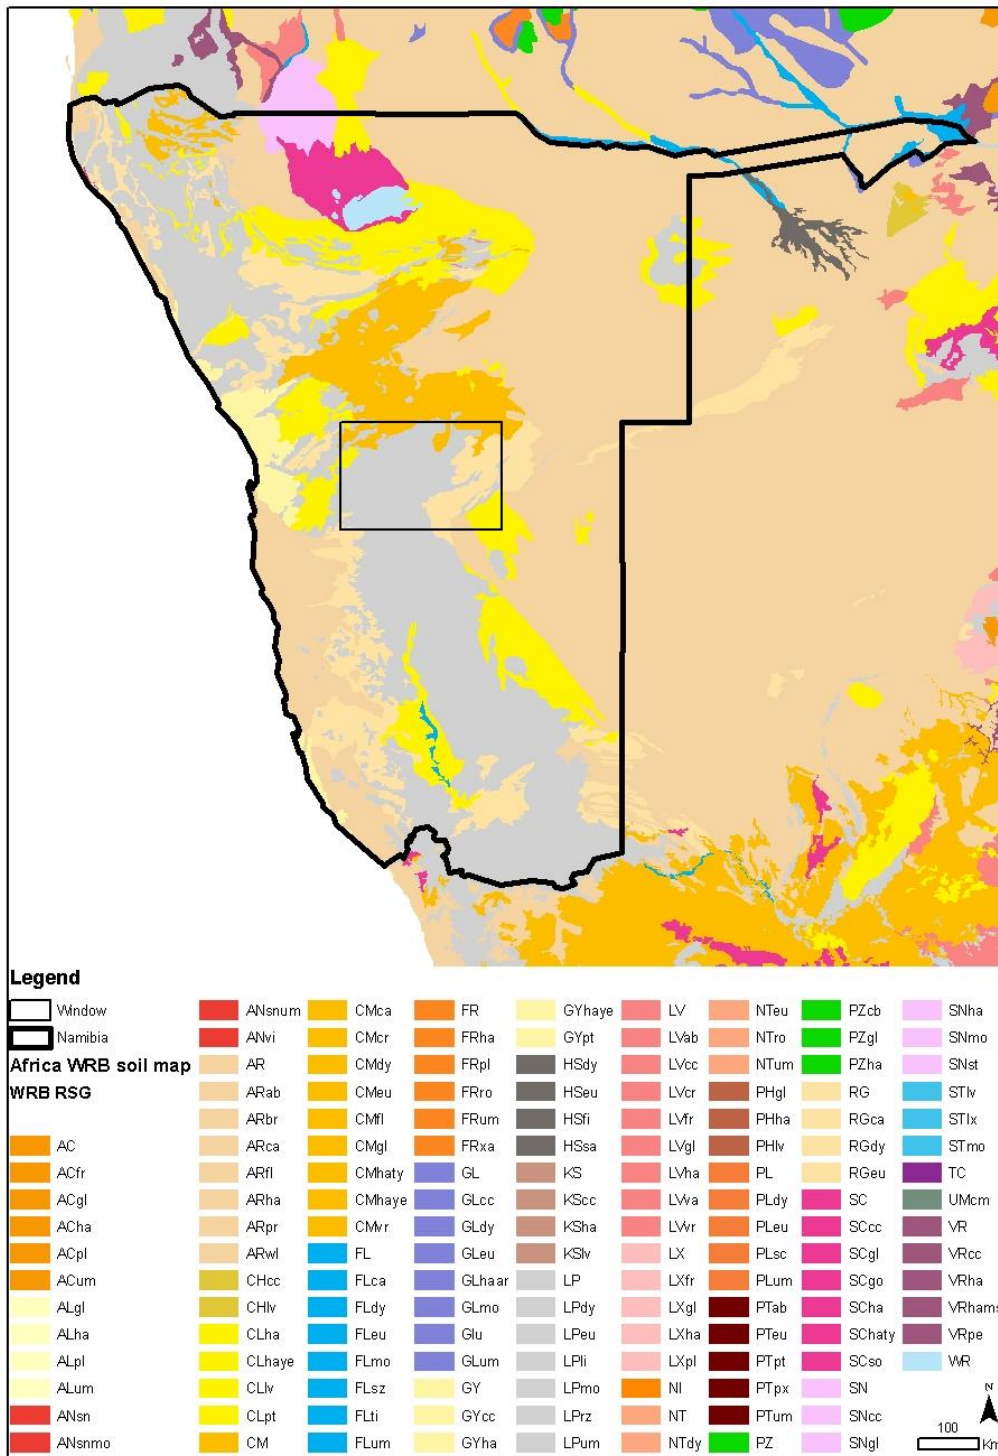 Legend
Window
Namibia
Africa WRB soil map
WRB RSG
AC
ACfr
ACgl
ACha
ACpl
ACum
ALgl
ALha
ALpl
ALum
ANsn
ANsnmo
ANsnum
ANvi
AR
ARab
ARbr
ARca
ARfl
ARha
ARpr
ARwl
CHcc
CHlv
CLha
CLhaye
CLlv
CLpt
CM
CMca
CMcr
CMdy
CMeu
CMfl
CMgl
CMhaty
CMhaye
CMvr
FL
FLca
FLdy
FLeu
FLmo
FLsz
FLti
FLum
FR
FRha
FRpl
FRro
FRum
FRxa
GL
GLcc
GLdy
GLeu
GLhaar
GLmo
Glu
GLum
GY
GYcc
GYha
GYhaye
GYpt
HSdy
HSeu
HSfi
HSsa
KS
KScc
KSha
KSlv
LP
LPdy
LPeu
LPli
LPmo
LPrz
LPum
LV
LVab
LVcc
LVcr
LVfr
LVgl
LVha
LVva
LVvr
LX
LXfr
LXgl
LXha
LXpl
NI
NT
NTdy
NTeu
NTro
NTum
PHgl
PHha
PHlv
PL
PLdy
PLeu
PLsc
PLum
PTab
PTeu
PTpt
PTpx
PTum
PZ
PZcb
PZgl
PZha
RG
RGca
RGdy
RGeu
SC
SCcc
SCgl
SCgo
SCha
SChaty
SCso
SN
SNcc
SNgl
SNha
SNmo
SNst
STlv
STlx
STmo
TC
UMcm
VR
VRcc
VRha
VRhams
VRpe
WR
N
100
Km